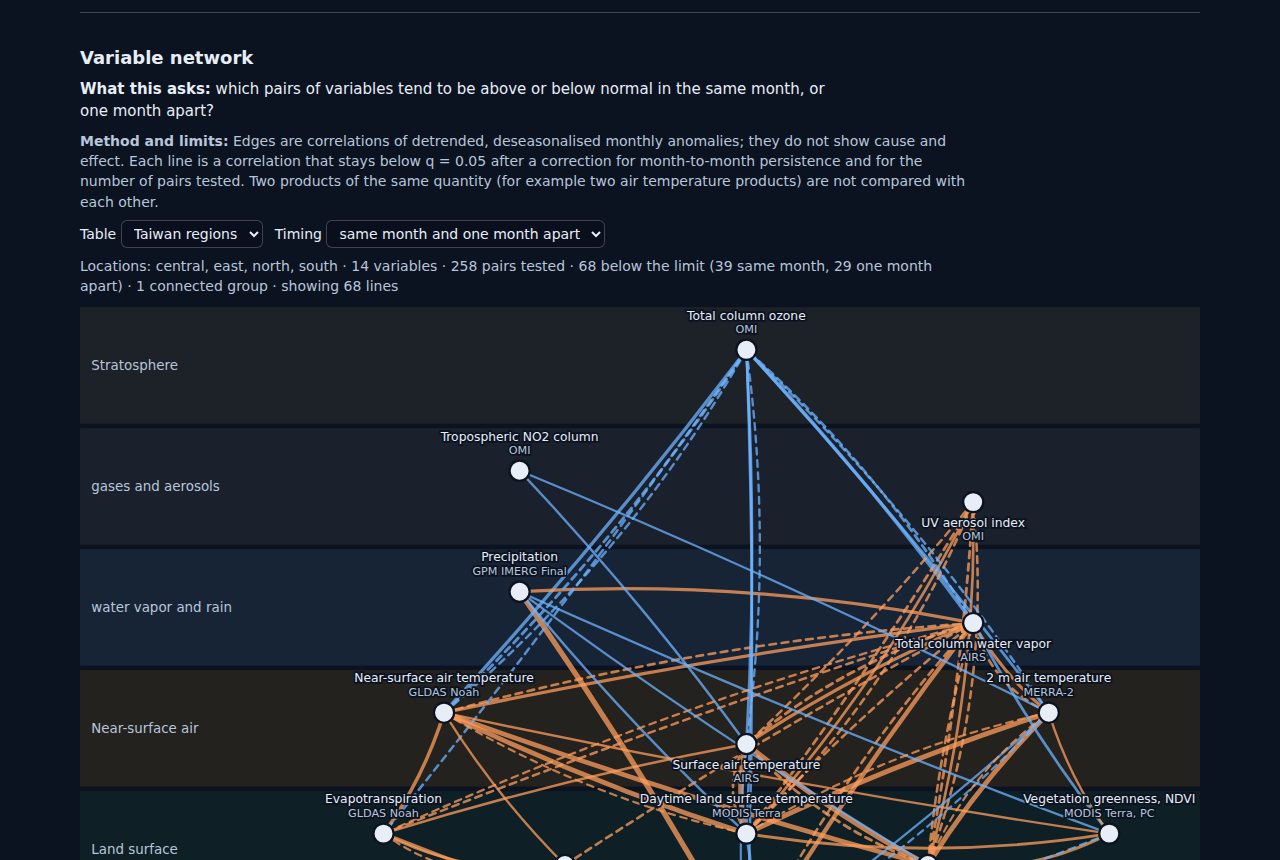 Variable network
What this asks: which pairs of variables tend to be above or below normal in the same month, or
one month apart?
Method and limits: Edges are correlations of detrended, deseasonalised monthly anomalies; they do not show cause and
effect. Each line is a correlation that stays below q = 0.05 after a correction for month-to-month persistence and for the
number of pairs tested. Two products of the same quantity (for example two air temperature products) are not compared with
each other.
Table Taiwan regions Timing same month and one month apart
Locations: central, east, north, south · 14 variables · 258 pairs tested · 68 below the limit (39 same month, 29 one month
apart) · 1 connected group · showing 68 lines
Total column ozone
OMI
Stratosphere
Tropospheric NO2 column
OMI
gases and aerosols
UV aerosol index
OMI
Precipitation
GPM IMERG Final
water vapor and rain
Total column water vapor
AIRS
Near-surface air temperature
GLDAS Noah
2 m air temperature
MERRA-2
Near-surface air
Surface air temperature
AIRS
Evapotranspiration
GLDAS Noah
Daytime land surface temperature
MODIS Terra
Vegetation greenness, NDVI
MODIS Terra, PC
Land surface